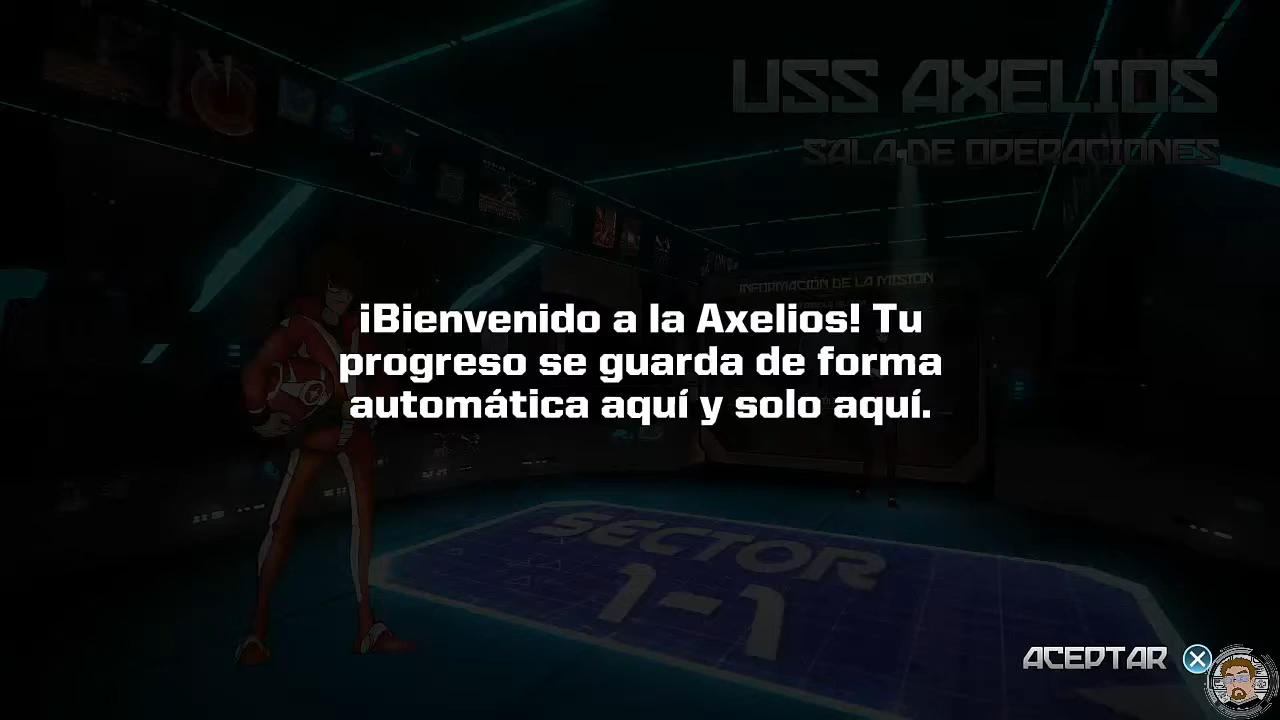 USS AXELIOS
SALA DE OPERACIONES
INFORMACIÓN DE LA MISIÓN
¡Bienvenido a la Axelios! Tu
progreso se guarda de forma
automática aquí y solo aquí.
SECTOR
1-1
ACEPTAR